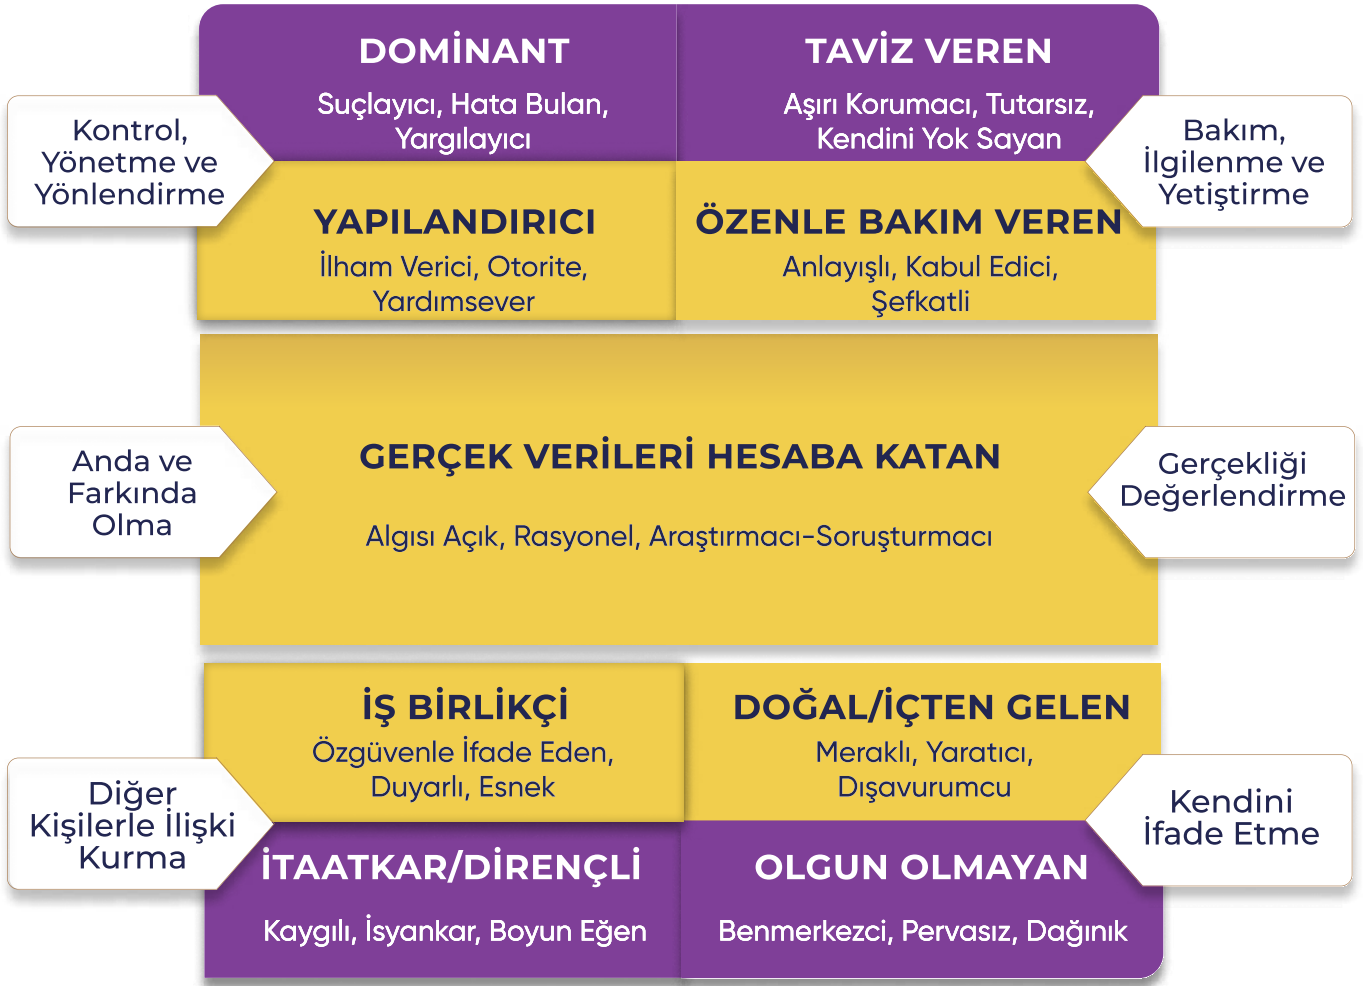 DOMİNANT
Suçlayıcı, Hata Bulan,
Yargılayıcı
TAVİZ VEREN
Aşırı Korumacı, Tutarsız,
Kendini Yok Sayan
Kontrol,
Yönetme ve
Yönlendirme
Bakım,
İlgilenme ve
Yetiştirme
YAPILANDIRICI
İlham Verici, Otorite,
Yardımsever
ÖZENLE BAKIM VEREN
Anlayışlı, Kabul Edici,
Şefkatli
Anda ve
Farkında
Olma
GERÇEK VERİLERİ HESABA KATAN
Algısı Açık, Rasyonel, Araştırmacı-Soruşturmacı
Gerçekliği
Değerlendirme
İŞ BİRLİKÇİ
Özgüvenle İfade Eden,
Duyarlı, Esnek
DOĞAL/İÇTEN GELEN
Meraklı, Yaratıcı,
Dışavurumcu
Diğer
Kişilerle İlişki
Kurma
Kendini
İfade Etme
İTAATKAR/DİRENÇLİ
Kaygılı, İsyankar, Boyun Eğen
OLGUN OLMAYAN
Benmerkezci, Pervasız, Dağınık